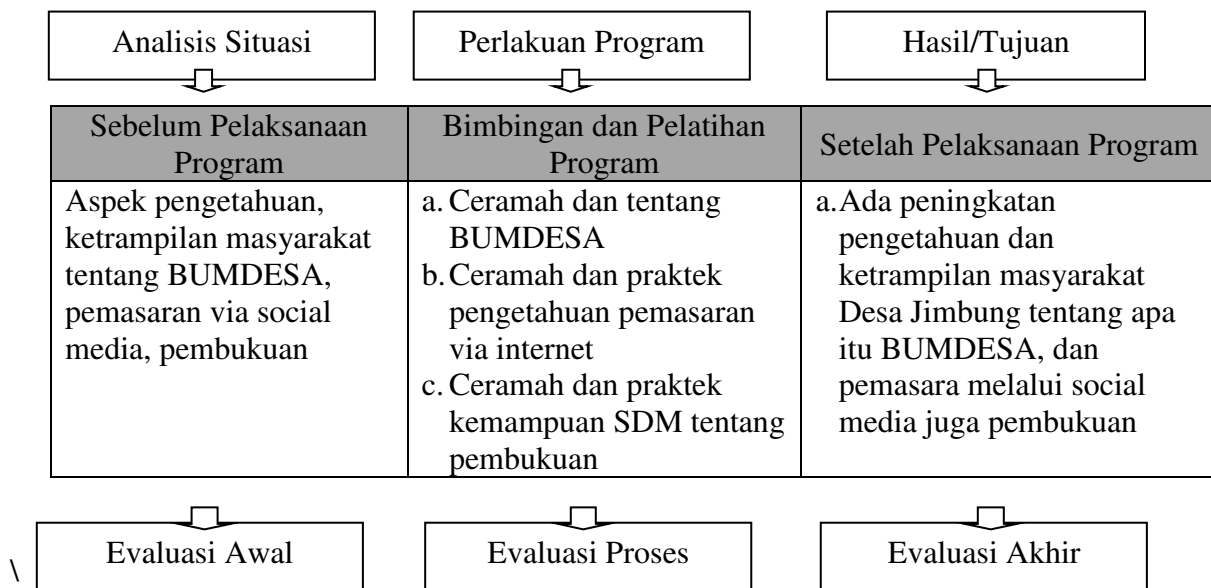 Analisis Situasi
Perlakuan Program
Hasil/Tujuan
Sebelum Pelaksanaan
Program
Bimbingan dan Pelatihan
Program
Setelah Pelaksanaan Program
Aspek pengetahuan,
ketrampilan masyarakat
tentang BUMDESA,
pemasaran via social
media, pembukuan
a. Ceramah dan tentang
BUMDESA
b. Ceramah dan praktek
pengetahuan pemasaran
via internet
c. Ceramah dan praktek
kemampuan SDM tentang
pembukuan
a. Ada peningkatan
pengetahuan dan
ketrampilan masyarakat
Desa Jimbung tentang apa
itu BUMDESA, dan
pemasara melalui social
media juga pembukuan
\
Evaluasi Awal
Evaluasi Proses
Evaluasi Akhir